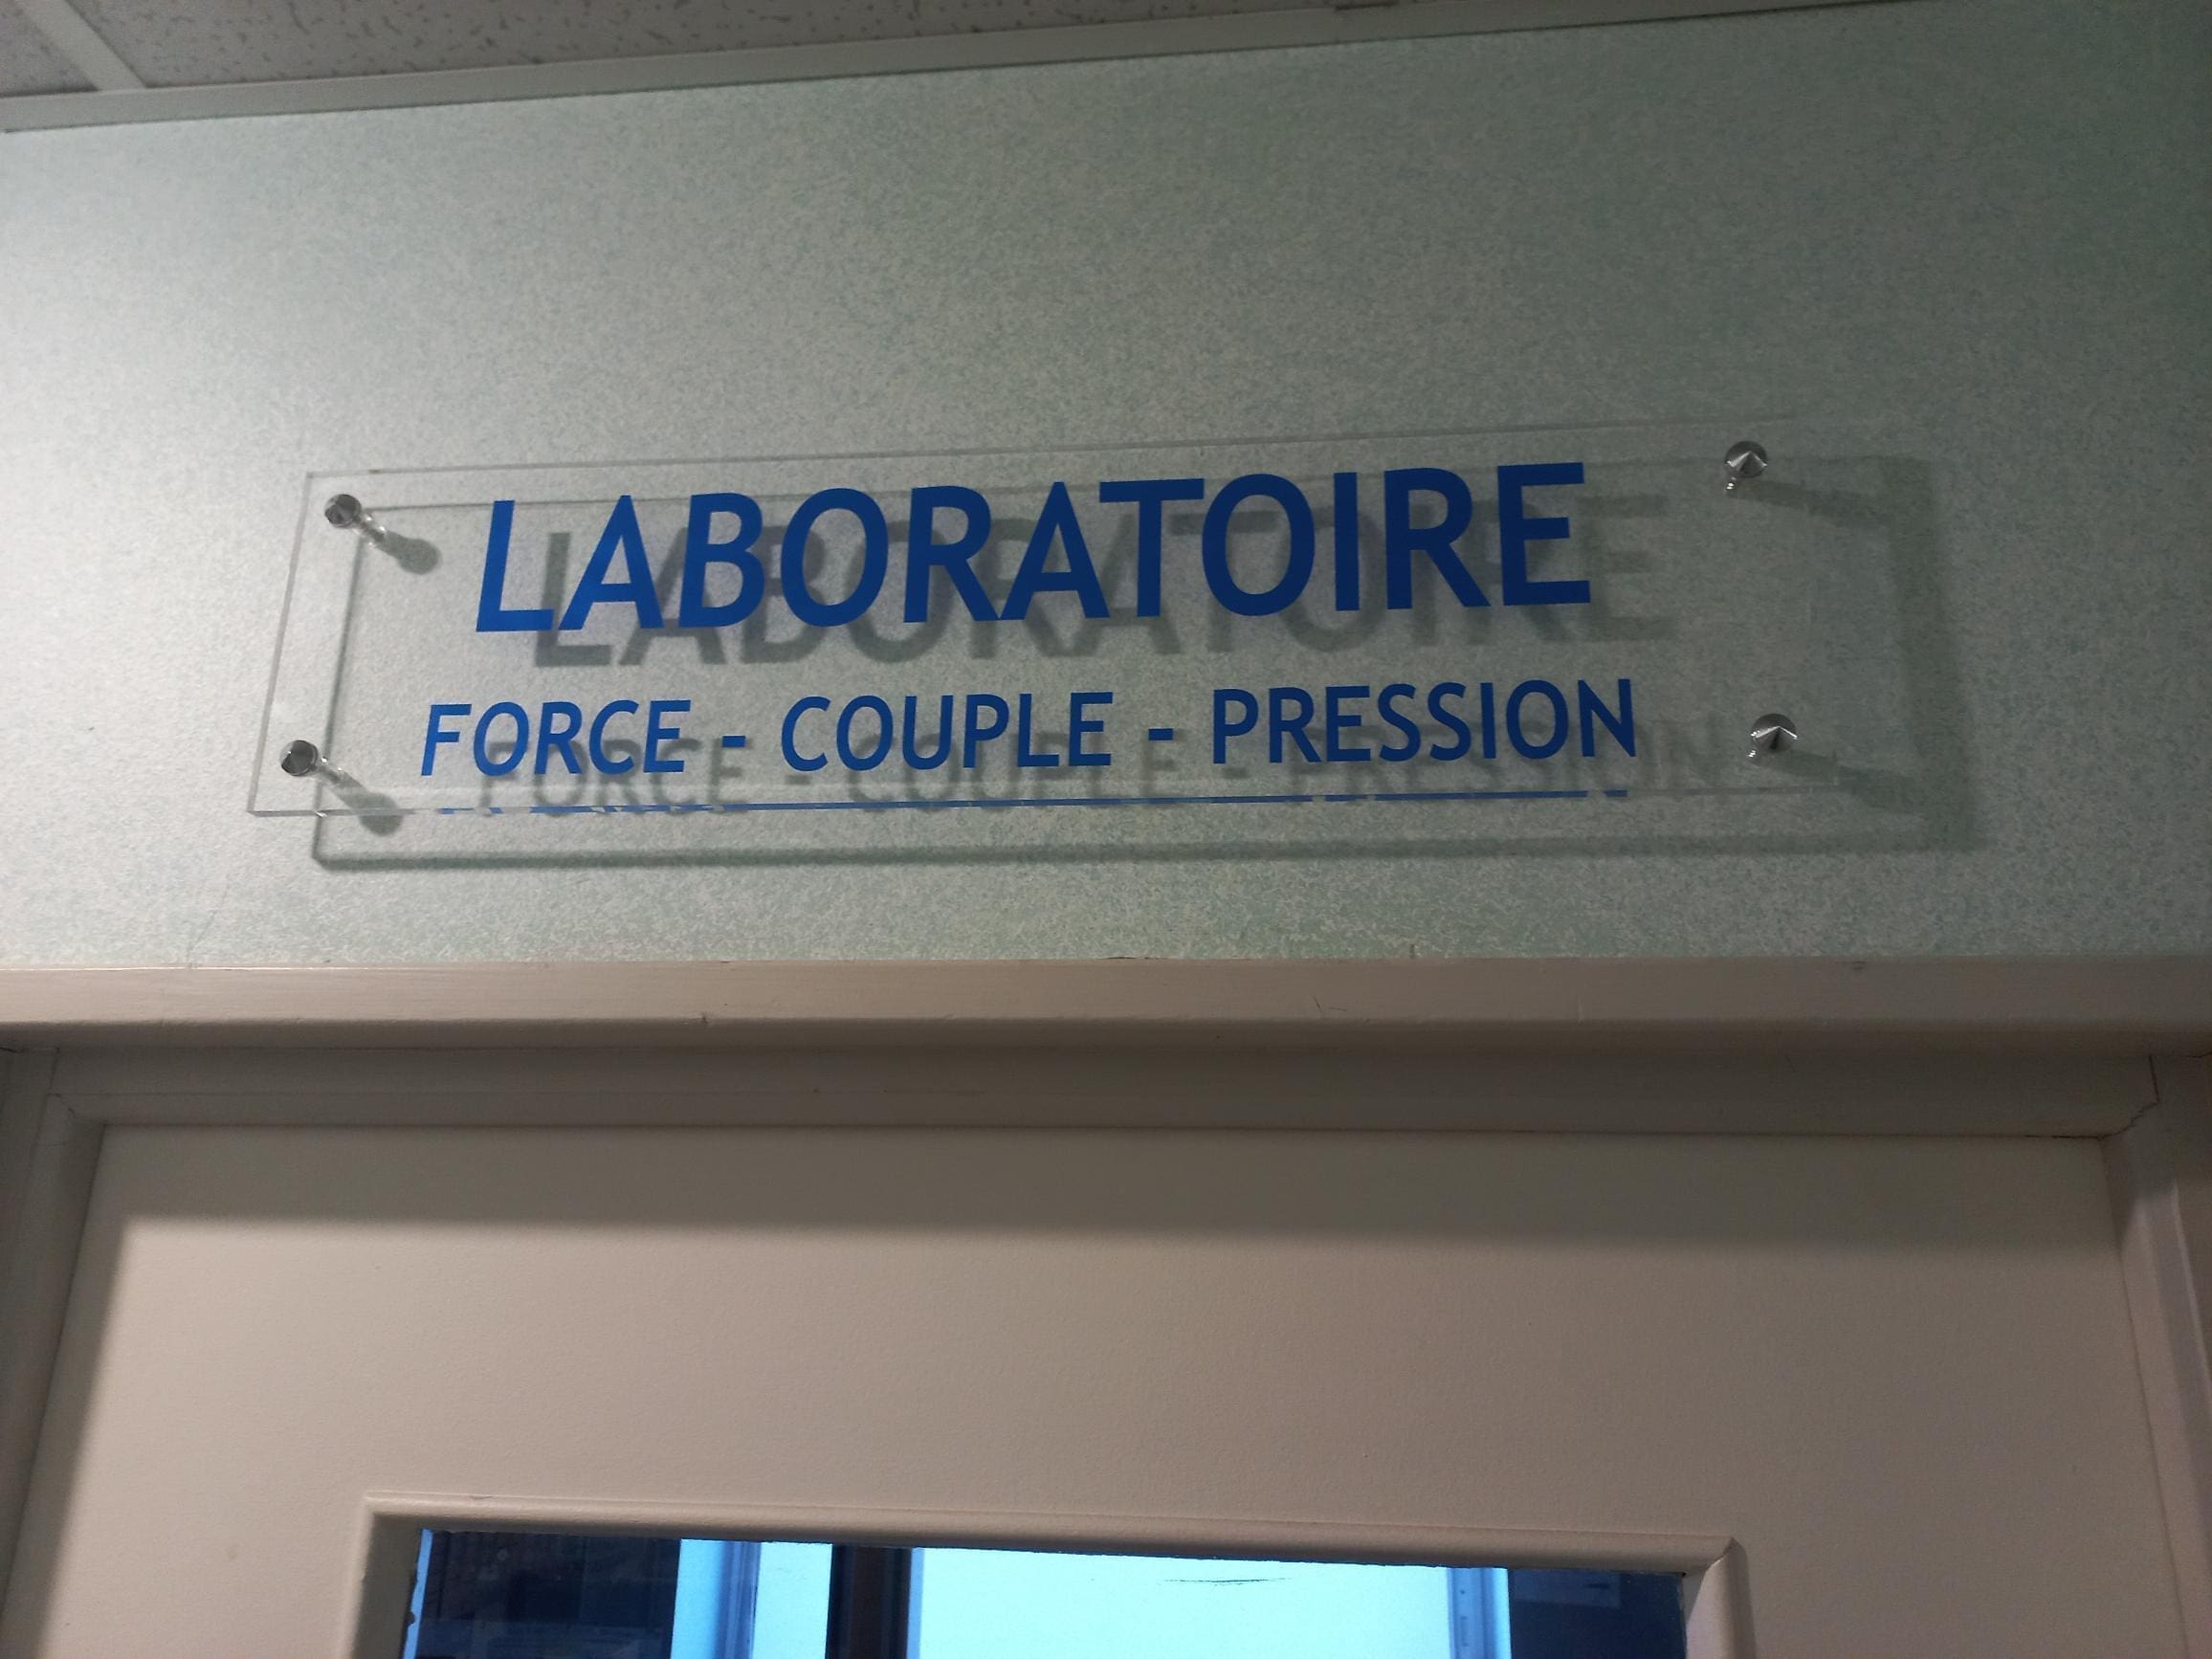 LABORATOIRE
FORCE - COUPLE - PRESSION